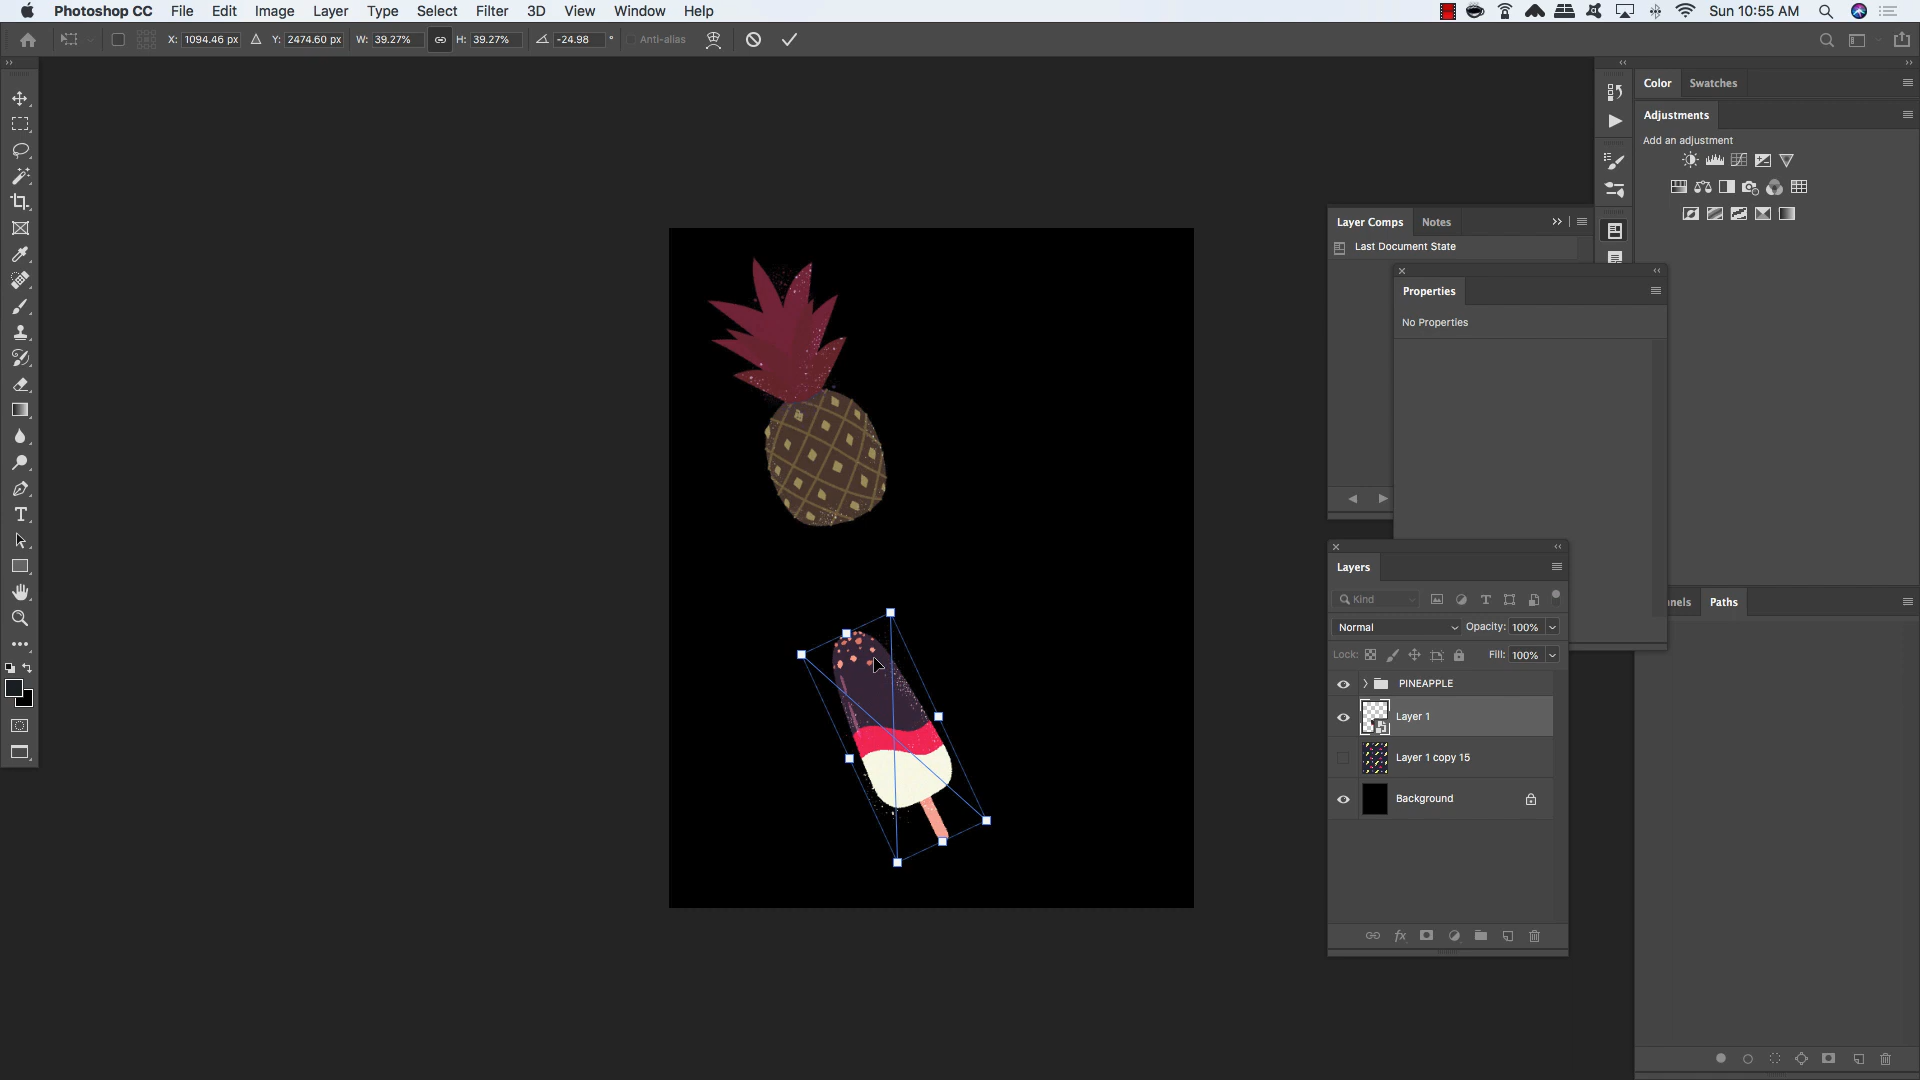 Photoshop CC File Edit Image Layer Type Select Filter 3D View Window Help Sun 10:55 AM
X: 1094.46 px Y: 2474.60 px W: 39.27% H: 39.27% -24.98 ° Anti-alias
Color Swatches
Adjustments
Add an adjustment
Layer Comps Notes
Last Document State
Properties
No Properties
Layers
Kind
Normal Opacity: 100%
Lock: Fill: 100%
PINEAPPLE
Layer 1
Layer 1 copy 15
Background
nnels Paths